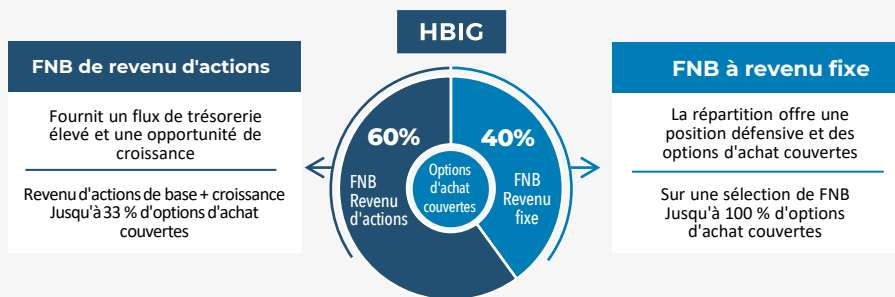 HBIG
FNB de revenu d'actions
Fournit un flux de trésorerie
élevé et une opportunité de
croissance
Revenu d'actions de base + croissance
Jusqu'à 33 % d'options d'achat
couvertes
60%
FNB
Revenu
d'actions
Options
d'achat
couvertes
40%
FNB
Revenu
fixe
FNB à revenu fixe
La répartition offre une
position défensive et des
options d'achat couvertes
Sur une sélection de FNB
Jusqu'à 100 % d'options
d'achat couvertes